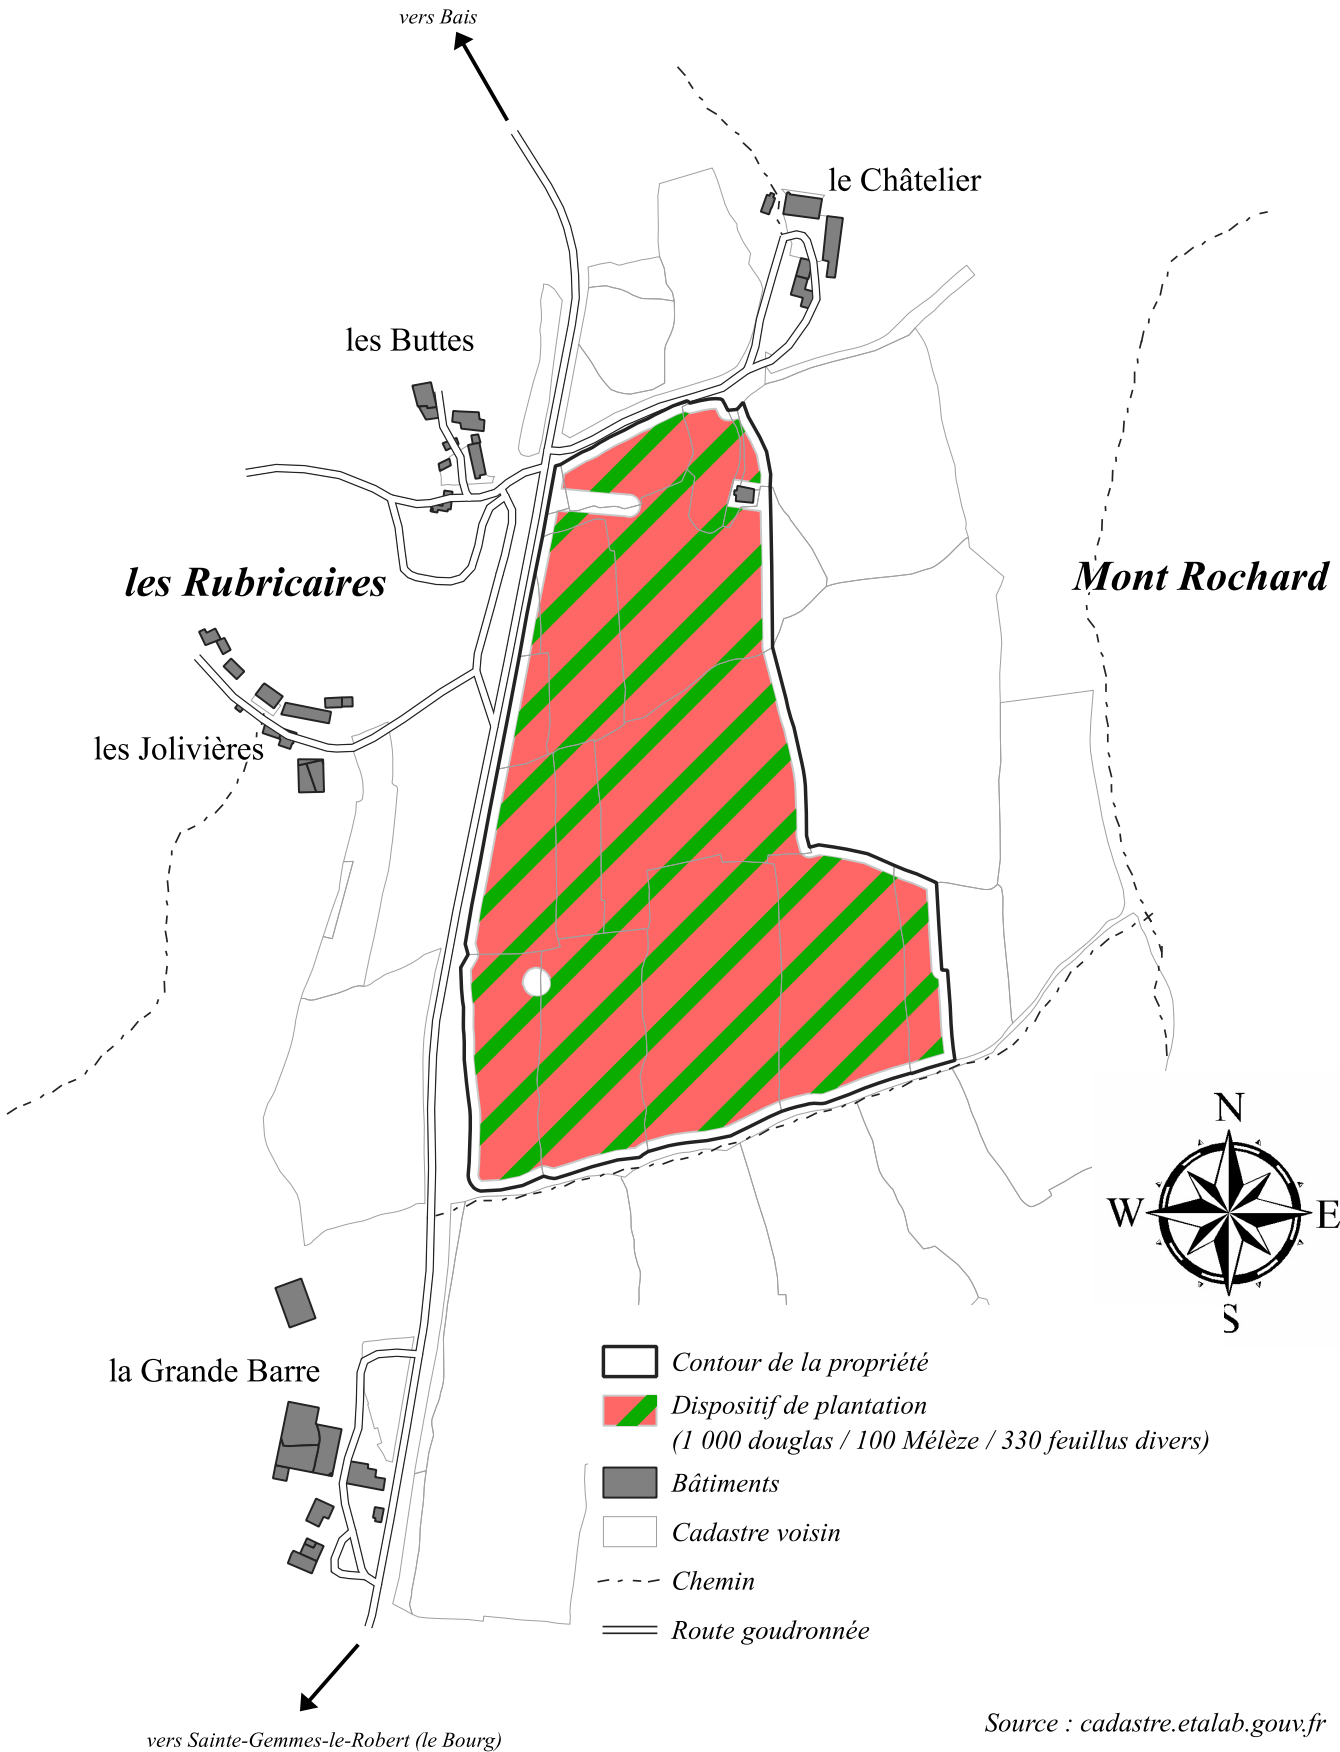 vers Bais
le Châtelier
les Buttes
les Rubricaires
Mont Rochard
les Jolivières
N
W
E
S
la Grande Barre
Contour de la propriété
Dispositif de plantation
(1 000 douglas / 100 Mélèze / 330 feuillus divers)
Bâtiments
Cadastre voisin
Chemin
Route goudronnée
Source : cadastre.etalab.gouv.fr
vers Sainte-Gemmes-le-Robert (le Bourg)